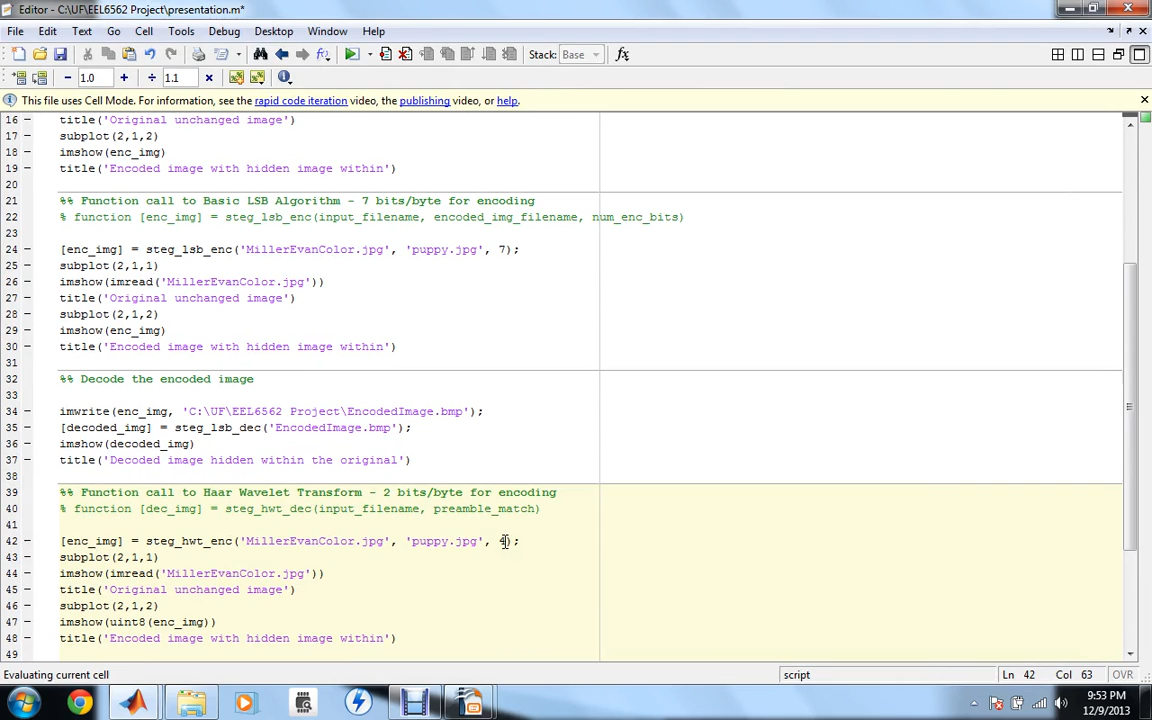 Editor - C:\UF\EEL6562 Project\presentation.m*
File Edit Text Go Cell Tools Debug Desktop Window Help
Stack: Base fx
− 1.0 + ÷ 1.1 ×
This file uses Cell Mode. For information, see the rapid code iteration video, the publishing video, or help.
16 − title('Original unchanged image')
17 − subplot(2,1,2)
18 − imshow(enc_img)
19 − title('Encoded image with hidden image within')
20
21 %% Function call to Basic LSB Algorithm - 7 bits/byte for encoding
22 % function [enc_img] = steg_lsb_enc(input_filename, encoded_img_filename, num_enc_bits)
23
24 − [enc_img] = steg_lsb_enc('MillerEvanColor.jpg', 'puppy.jpg', 7);
25 − subplot(2,1,1)
26 − imshow(imread('MillerEvanColor.jpg'))
27 − title('Original unchanged image')
28 − subplot(2,1,2)
29 − imshow(enc_img)
30 − title('Encoded image with hidden image within')
31
32 %% Decode the encoded image
33
34 − imwrite(enc_img, 'C:\UF\EEL6562 Project\EncodedImage.bmp');
35 − [decoded_img] = steg_lsb_dec('EncodedImage.bmp');
36 − imshow(decoded_img)
37 − title('Decoded image hidden within the original')
38
39 %% Function call to Haar Wavelet Transform - 2 bits/byte for encoding
40 % function [dec_img] = steg_hwt_dec(input_filename, preamble_match)
41
42 − [enc_img] = steg_hwt_enc('MillerEvanColor.jpg', 'puppy.jpg', 4);
43 − subplot(2,1,1)
44 − imshow(imread('MillerEvanColor.jpg'))
45 − title('Original unchanged image')
46 − subplot(2,1,2)
47 − imshow(uint8(enc_img))
48 − title('Encoded image with hidden image within')
49
Evaluating current cell script Ln 42 Col 63 OVR
9:53 PM
12/9/2013